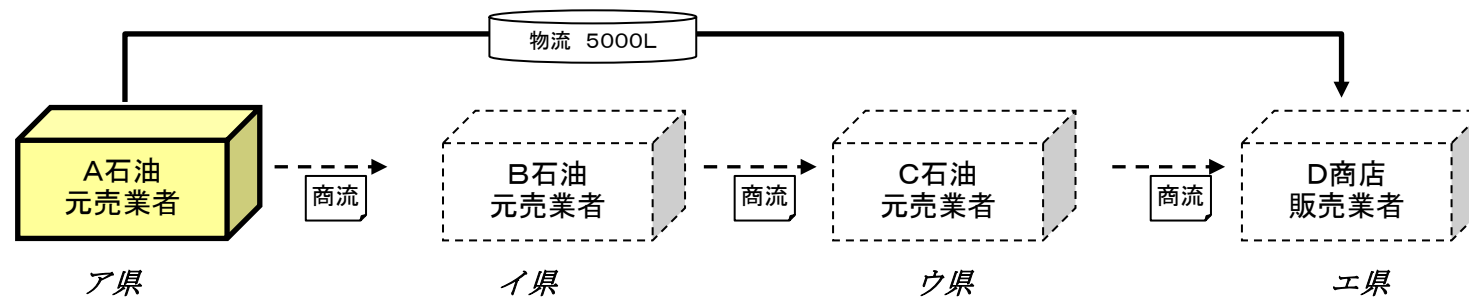 物流 5000L
A石油
元売業者
商流
B石油
元売業者
商流
C石油
元売業者
商流
D商店
販売業者
ア県
イ県
ウ県
エ県